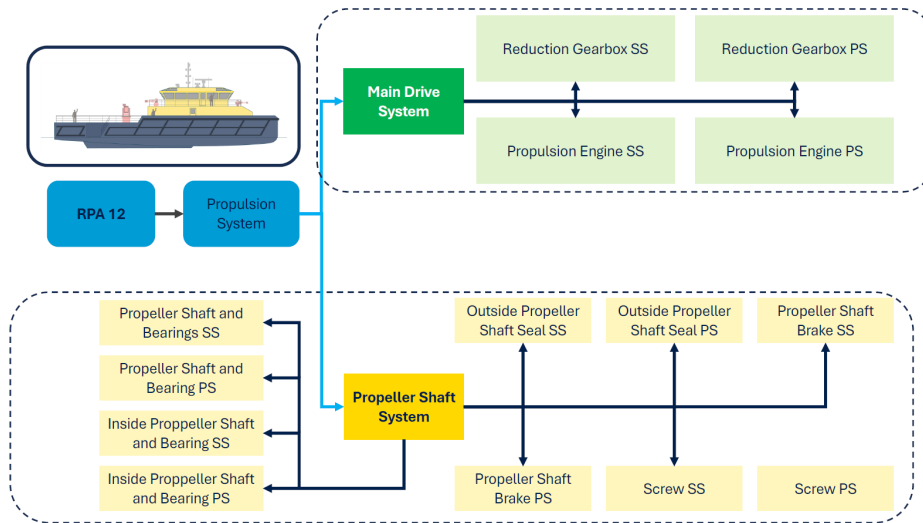 Reduction Gearbox SS
Reduction Gearbox PS
Main Drive
System
Propulsion Engine SS
Propulsion Engine PS
RPA 12
Propulsion
System
Propeller Shaft and
Bearings SS
Propeller Shaft and
Bearing PS
Inside Proppeller Shaft
and Bearing SS
Inside Proppeller Shaft
and Bearing PS
Propeller Shaft
System
Outside Propeller
Shaft Seal SS
Outside Propeller
Shaft Seal PS
Propeller Shaft
Brake SS
Propeller Shaft
Brake PS
Screw SS
Screw PS